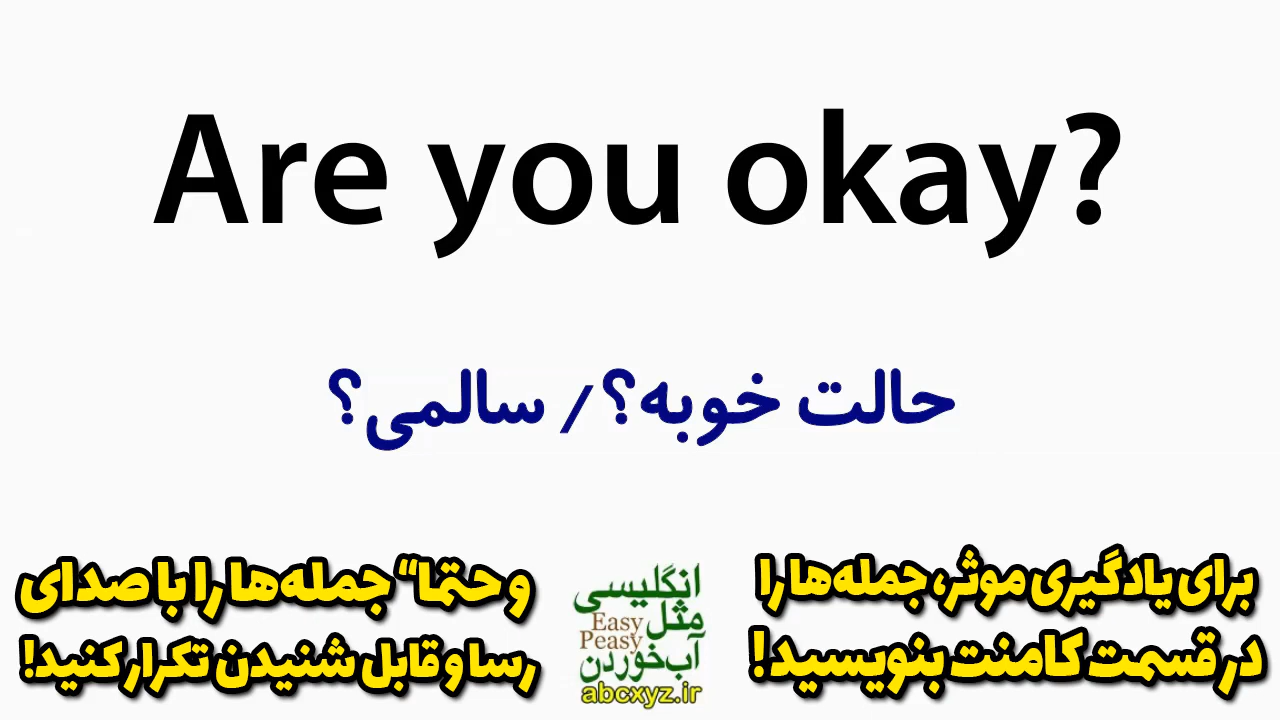 Are you okay?
حالت خوبه؟/ سالمی؟
برای یادگیری موثر، جمله‌ها را
در قسمت کامنت بنویسید!
و حتما“ جمله‌ها را با صدای
رسا و قابل شنیدن تکرار کنید!
انگلیسی
مثل
Easy
Peasy
آب خوردن
abcxyz.ir